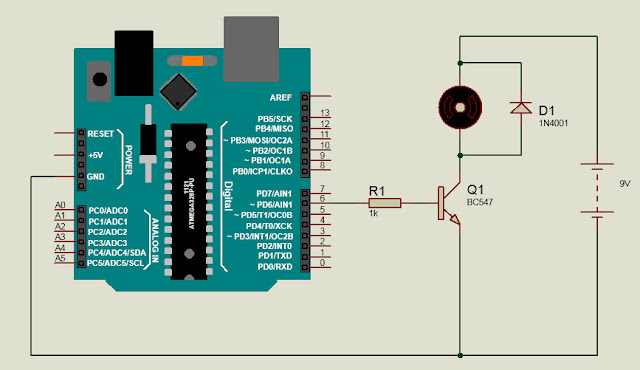 RESET
+5V
GND
POWER
A0 PC0/ADC0
A1 PC1/ADC1
A2 PC2/ADC2
A3 PC3/ADC3
A4 PC4/ADC4/SDA
A5 PC5/ADC5/SCL
ANALOG IN
ATMEGA328P-PU
1121
Digital
AREF
PB5/SCK 13
PB4/MISO 12
~ PB3/MOSI/OC2A 11
~ PB2/OC1B 10
~ PB1/OC1A 9
PB0/ICP1/CLKO 8
PD7/AIN1 7
~ PD6/AIN1 6
~ PD5/T1/OC0B 5
PD4/T0/XCK 4
~ PD3/INT1/OC2B 3
PD2/INT0 2
PD1/TXD 1
PD0/RXD 0
R1
1k
Q1
BC547
D1
1N4001
9V